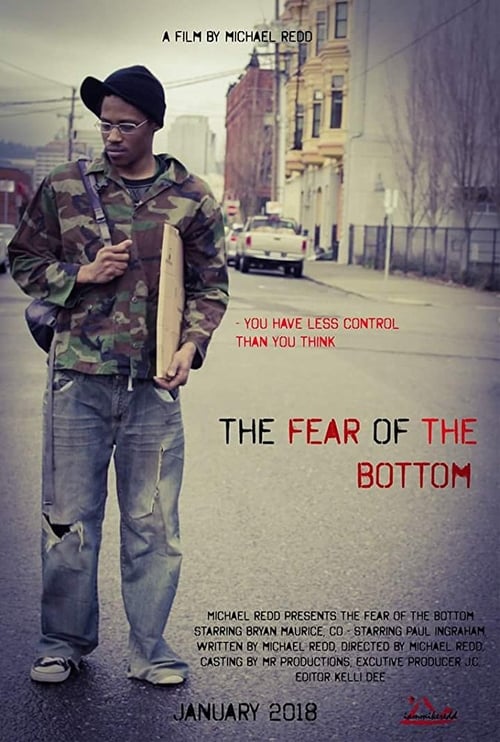 A FILM BY MICHAEL REDD
- YOU HAVE LESS CONTROL
THAN YOU THINK
THE FEAR OF THE
BOTTOM
MICHAEL REDD PRESENTS THE FEAR OF THE BOTTOM
STARRING BRYAN MAURICE, CO - STARRING PAUL INGRAHAM,
WRITTEN BY MICHAEL REDD, DIRECTED BY MICHAEL REDD,
CASTING BY MR PRODUCTIONS, EXCUTIVE PRODUCER J.C.
EDITOR KELLI DEE
JANUARY 2018
iammikeredd